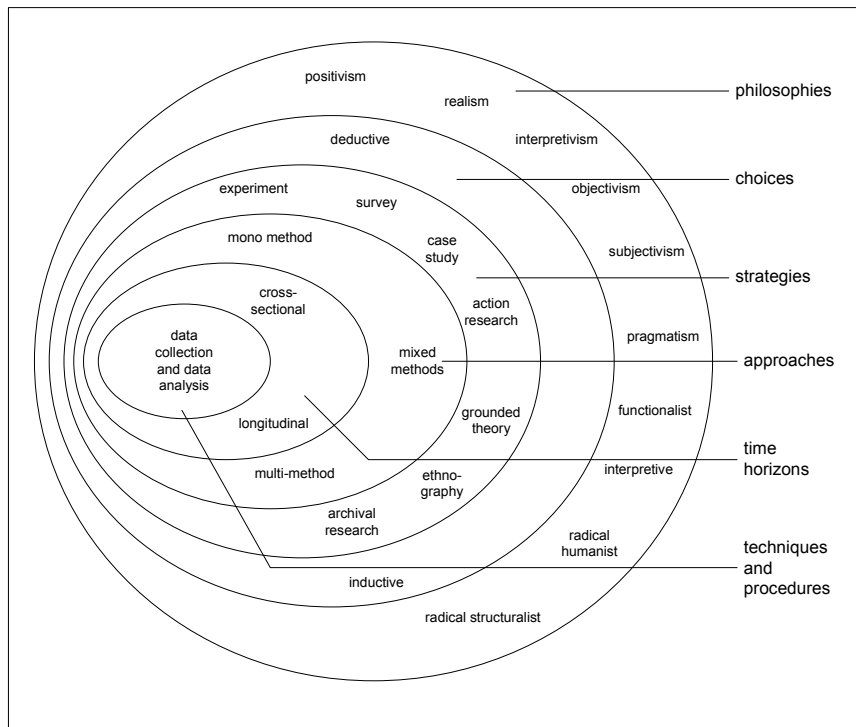 positivism
realism
philosophies
deductive
interpretivism
choices
experiment
objectivism
survey
mono method
case
study
subjectivism
strategies
cross-
sectional
action
research
data
collection
and data
analysis
pragmatism
mixed
methods
approaches
longitudinal
grounded
theory
functionalist
time
horizons
multi-method
ethno-
graphy
interpretive
archival
research
radical
humanist
techniques
and
procedures
inductive
radical structuralist